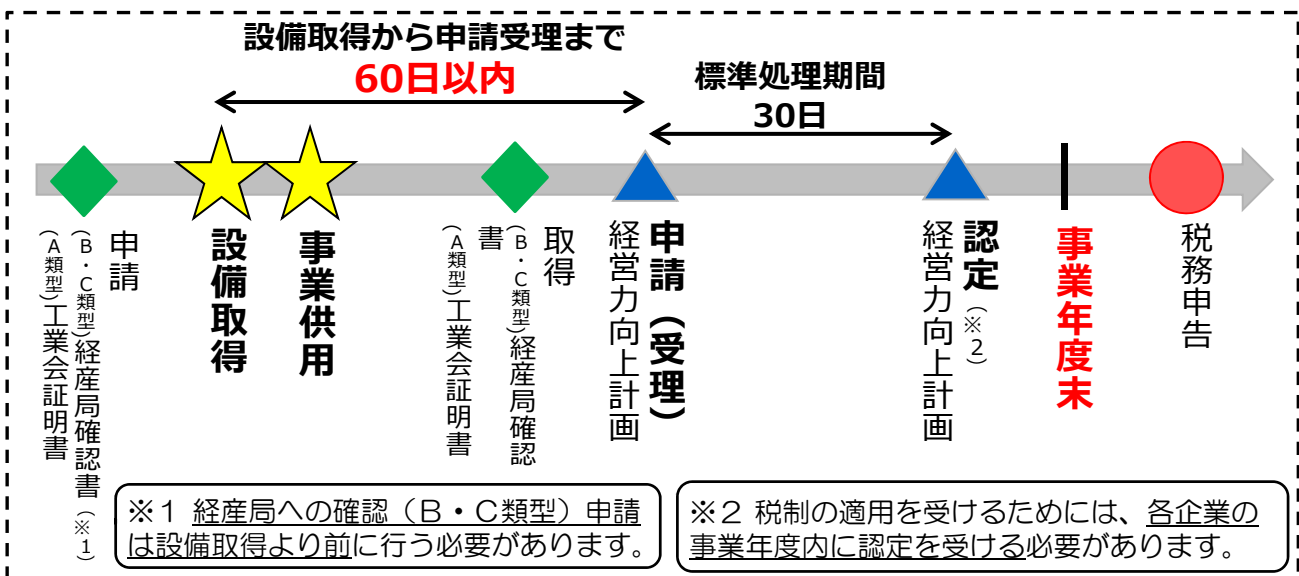 設備取得から申請受理まで
60日以内
標準処理期間
30日
申請
(B・C類型)経産局確認書(※1)
(A類型)工業会証明書
設備取得
事業供用
取得
(B・C類型)経産局確認
書
(A類型)工業会証明書
申請(受理)
経営力向上計画
認定(※2)
経営力向上計画
事業年度末
税務申告
※1 経産局への確認(B・C類型)申請
は設備取得より前に行う必要があります。
※2 税制の適用を受けるためには、各企業の
事業年度内に認定を受ける必要があります。